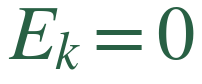 E_k = 0